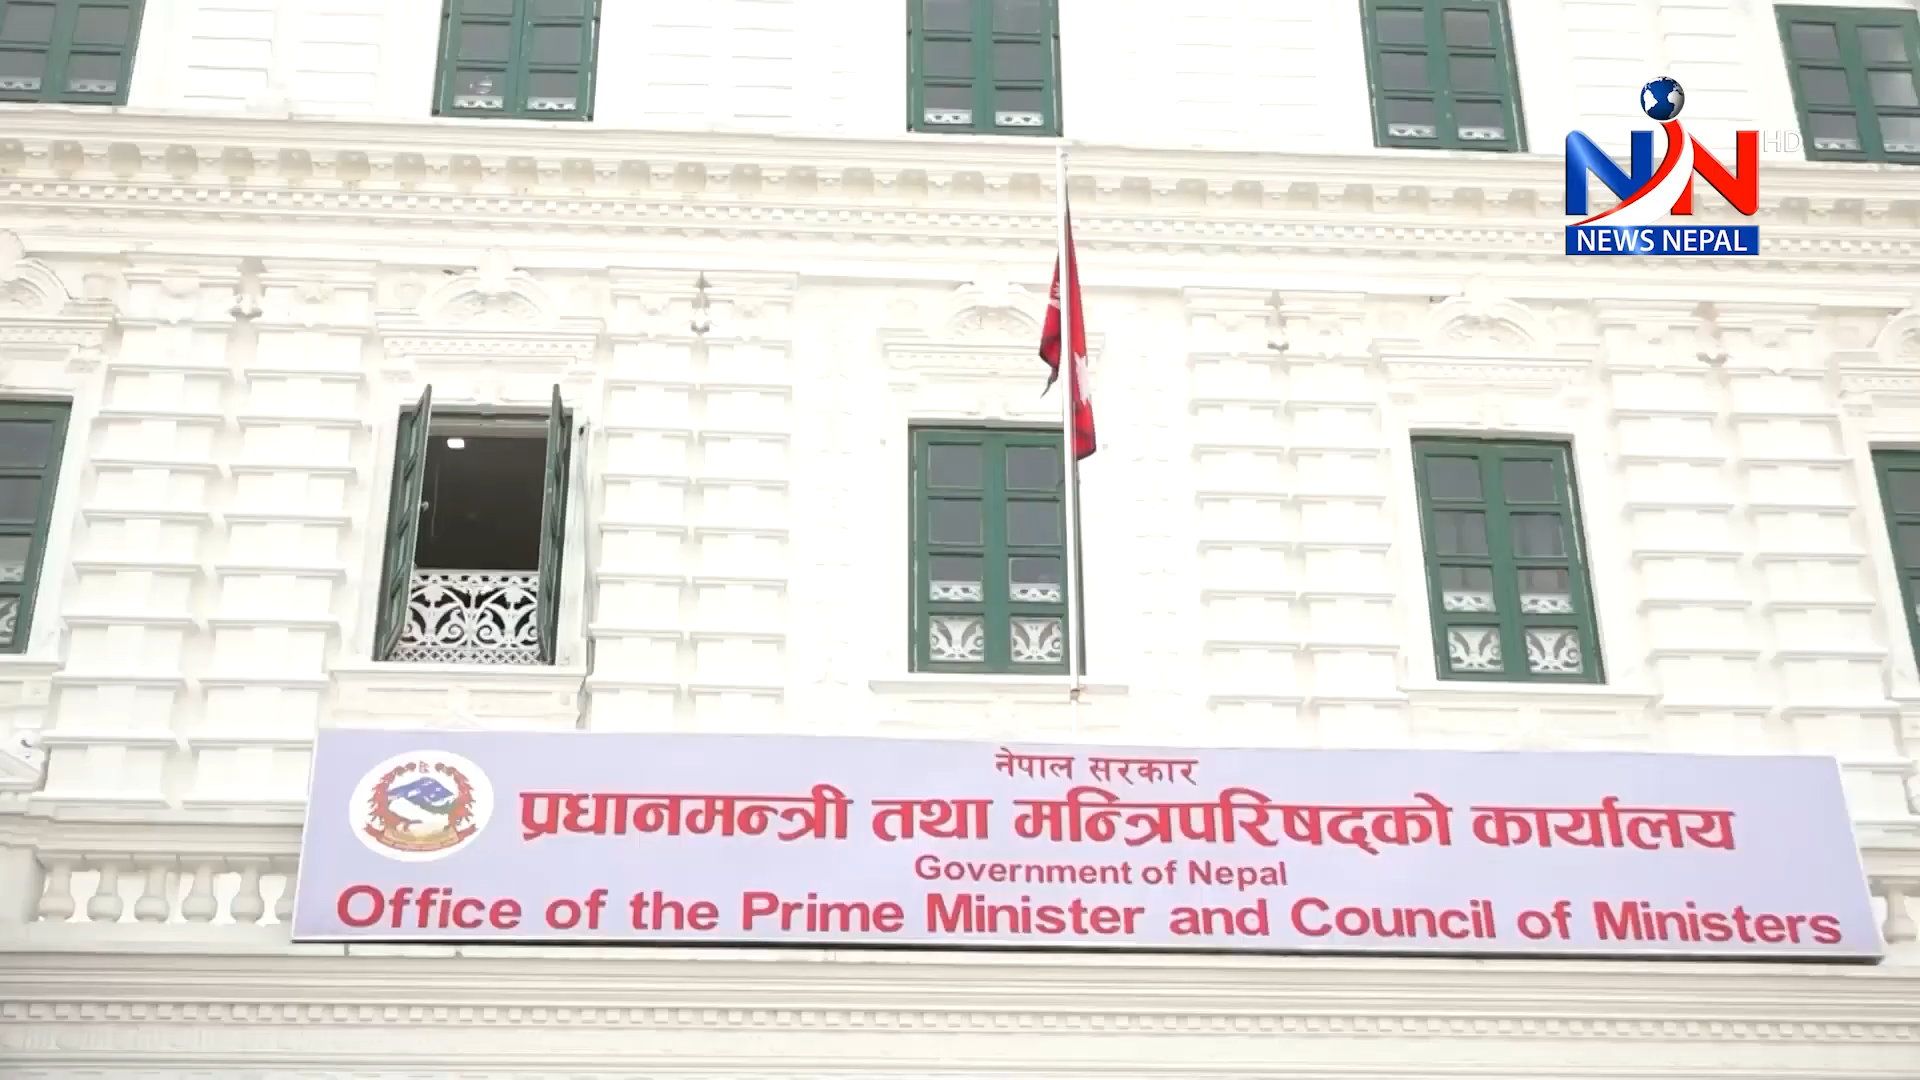 HD
NEWS NEPAL
नेपाल सरकार
प्रधानमन्त्री तथा मन्त्रिपरिषद्को कार्यालय
Government of Nepal
Office of the Prime Minister and Council of Ministers